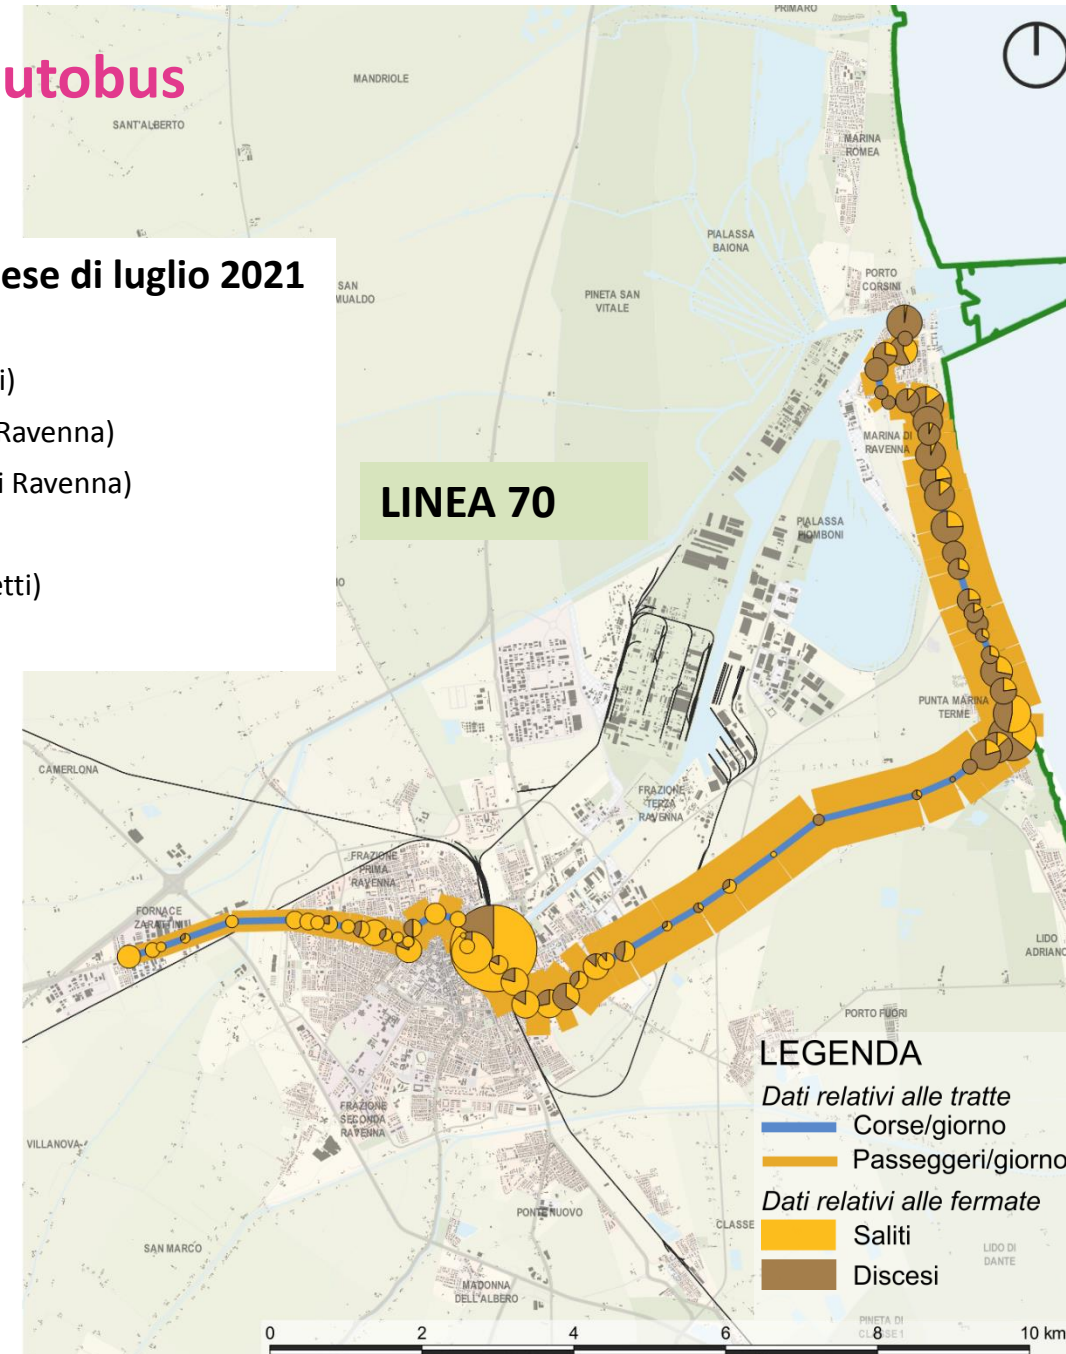 utobus
ese di luglio 2021
i)
Ravenna)
i Ravenna)
etti)
LINEA 70
PRIMARO
MANDRIOLE
SANT'ALBERTO
MARINA
ROMEA
PIALASSA
BAIONA
PORTO
CORSINI
SAN
MUALDO
PINETA SAN
VITALE
MARINA DI
RAVENNA
PIALASSA
PIOMBONI
IO
PUNTA MARINA
TERME
CAMERLONA
FRAZIONE
TERZA
RAVENNA
FRAZIONE
PRIMA
RAVENNA
FORNACE
ZARATTINI
LIDO
ADRIANO
PORTO FUORI
FRAZIONE
SECONDA
RAVENNA
VILLANOVA
PONTE NUOVO
CLASSE
SAN MARCO
LIDO DI
DANTE
MADONNA
DELL'ALBERO
PINETA DI
CLASSE1
LEGENDA
Dati relativi alle tratte
Corse/giorno
Passeggeri/giorno
Dati relativi alle fermate
Saliti
Discesi
0 2 4 6 8 10 km